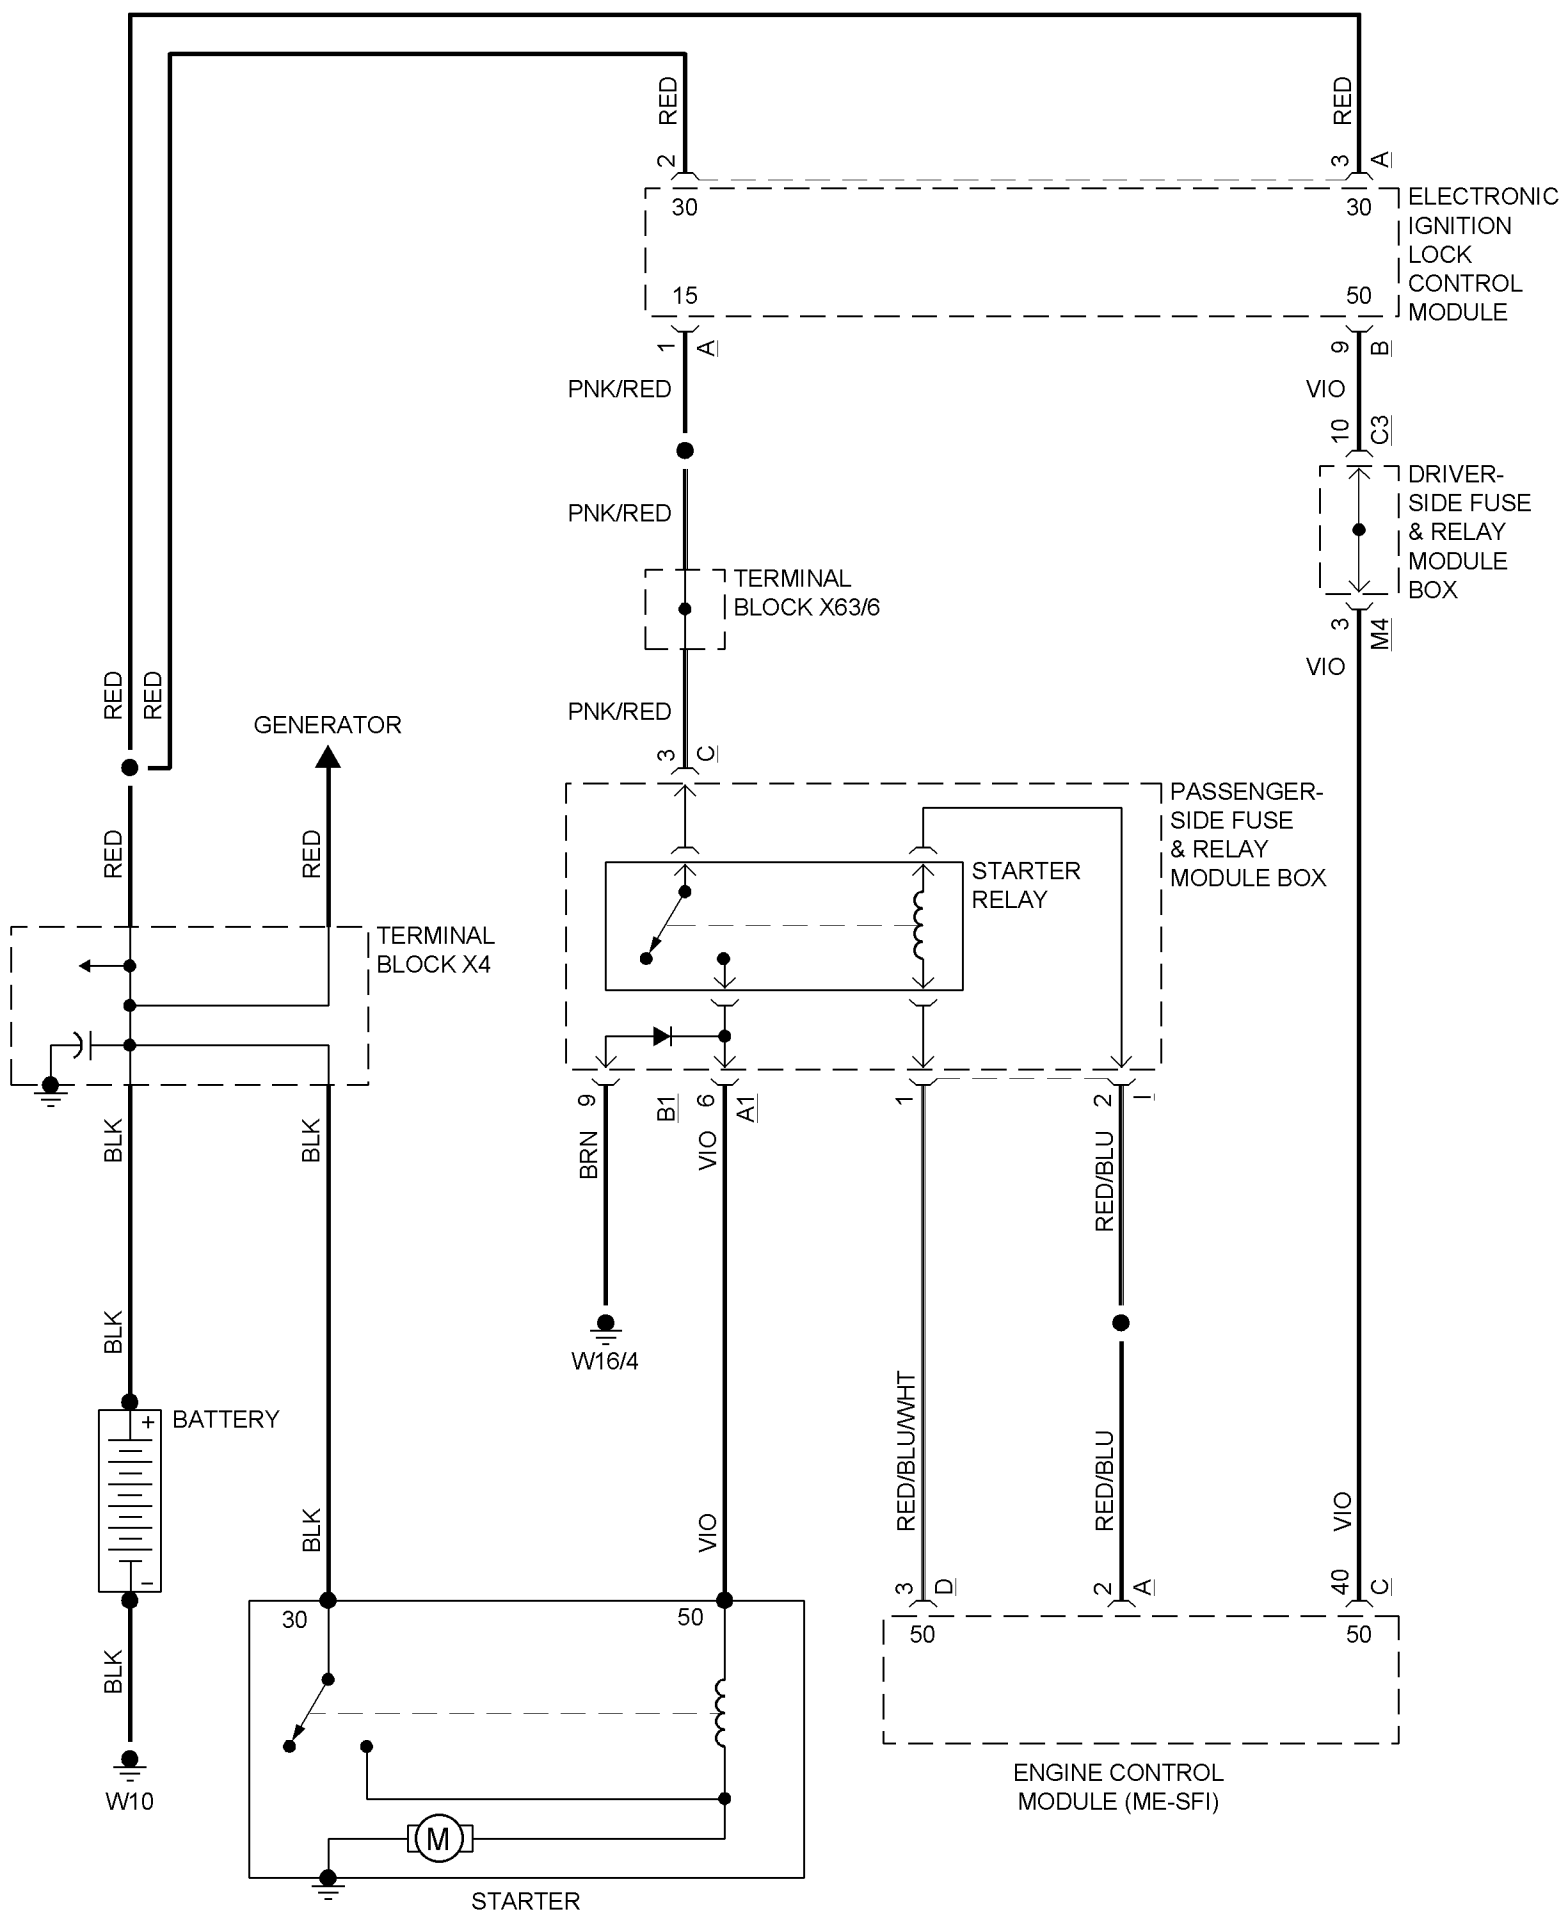 RED
RED
2
3
A
30
30
ELECTRONIC
IGNITION
LOCK
CONTROL
MODULE
15
50
1
A
9
B
PNK/RED
VIO
10
C3
DRIVER-
SIDE FUSE
& RELAY
MODULE
BOX
PNK/RED
TERMINAL
BLOCK X63/6
3
M4
VIO
RED
RED
GENERATOR
PNK/RED
3
C
PASSENGER-
SIDE FUSE
& RELAY
MODULE BOX
RED
RED
STARTER
RELAY
TERMINAL
BLOCK X4
9
B1
6
A1
1
2
I
BLK
BLK
BRN
VIO
RED/BLU
W16/4
BLK
BATTERY
+
-
RED/BLU/WHT
RED/BLU
VIO
BLK
VIO
3
D
2
A
40
C
30
50
50
50
BLK
W10
M
STARTER
ENGINE CONTROL
MODULE (ME-SFI)